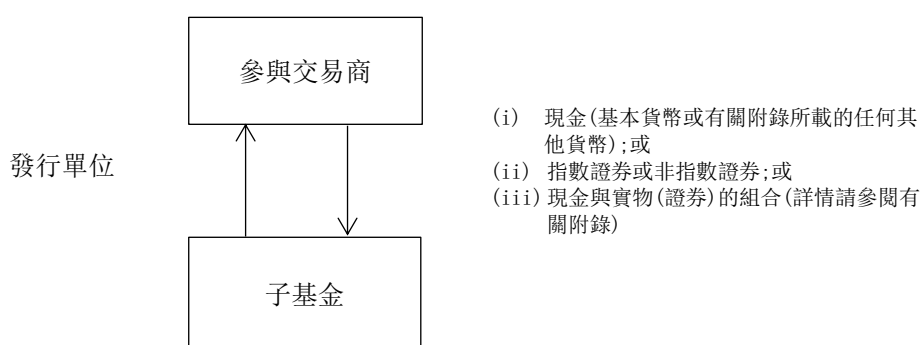 參與交易商
發行單位
(i) 現金(基本貨幣或有關附錄所載的任何其
他貨幣);或
(ii) 指數證券或非指數證券;或
(iii) 現金與實物(證券)的組合(詳情請參閱有
關附錄)
子基金